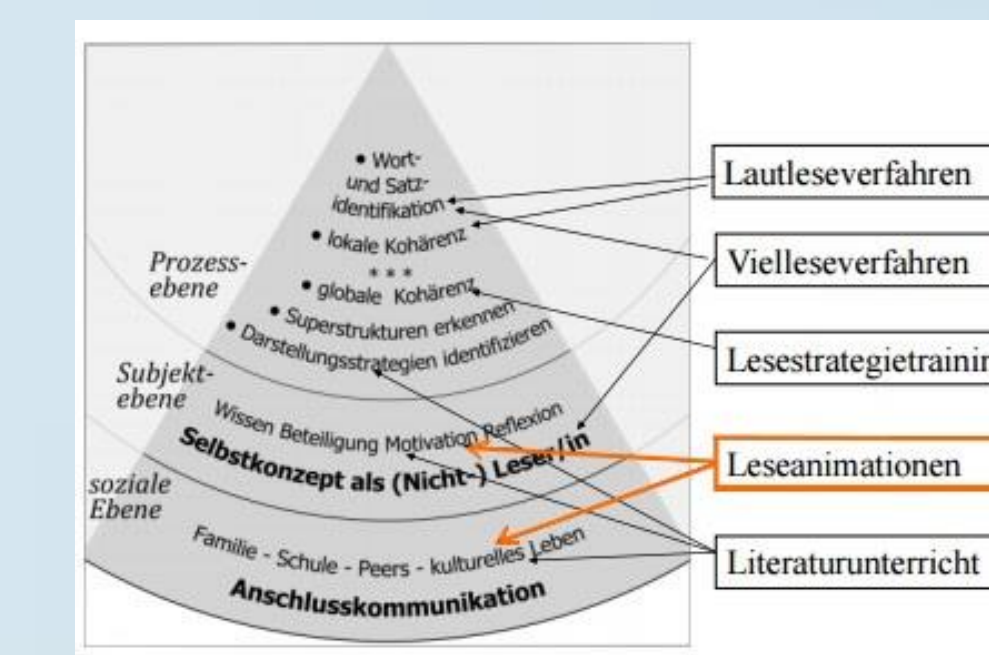 • Wort-
und Satz-
identifikation
• lokale Kohärenz
* * *
• globale Kohärenz
• Superstrukturen erkennen
• Darstellungsstrategien identifizieren
Prozess-
ebene
Wissen Beteiligung Motivation Reflexion
Selbstkonzept als (Nicht-) Leser/in
Subjekt-
ebene
Familie - Schule - Peers - kulturelles Leben
Anschlusskommunikation
soziale
Ebene
Lautleseverfahren
Vielleseverfahren
Lesestrategietrainin
Leseanimationen
Literaturunterricht